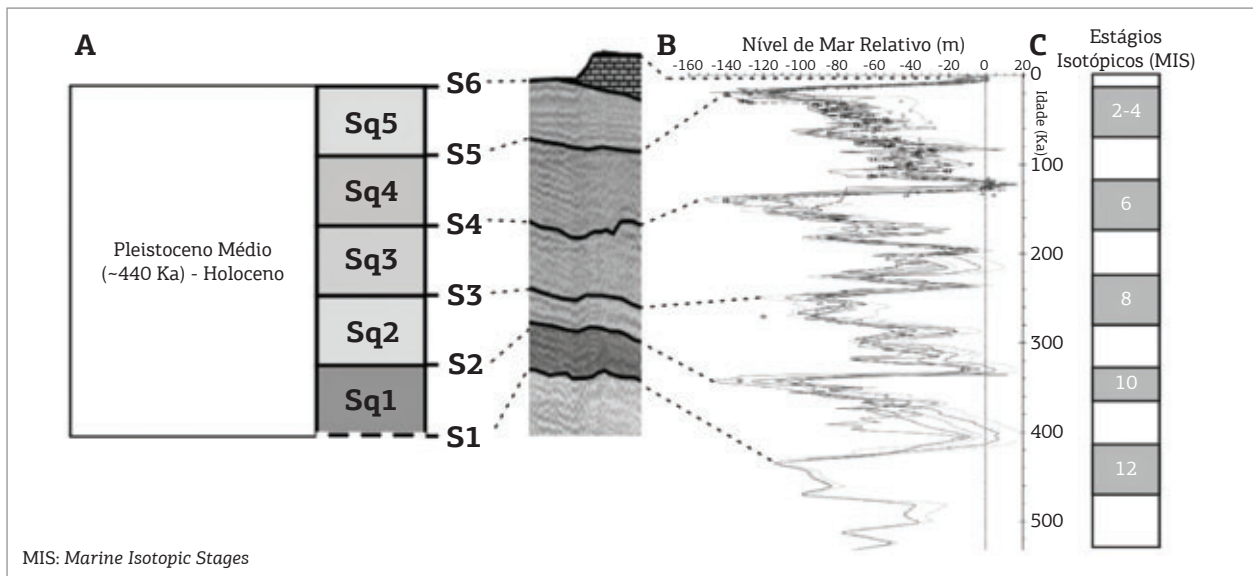 A
B
C
Nível de Mar Relativo (m)
Estágios
Isotópicos (MIS)
-160 -140 -120 -100 -80 -60 -40 -20 0 20
Idade (Ka)
0
100
200
300
400
500
S6
Sq5
S5
Sq4
S4
Sq3
S3
Sq2
S2
Sq1
S1
Pleistoceno Médio
(~440 Ka) - Holoceno
2-4
6
8
10
12
MIS: Marine Isotopic Stages